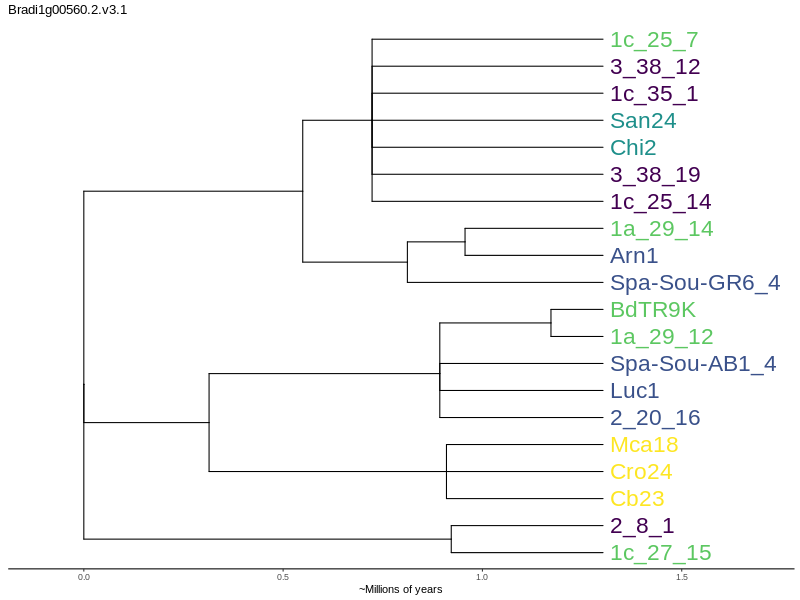 Bradi1g00560.2.v3.1
1c_25_7
3_38_12
1c_35_1
San24
Chi2
3_38_19
1c_25_14
1a_29_14
Arn1
Spa-Sou-GR6_4
BdTR9K
1a_29_12
Spa-Sou-AB1_4
Luc1
2_20_16
Mca18
Cro24
Cb23
2_8_1
1c_27_15
0.0 0.5 1.0 1.5
~Millions of years